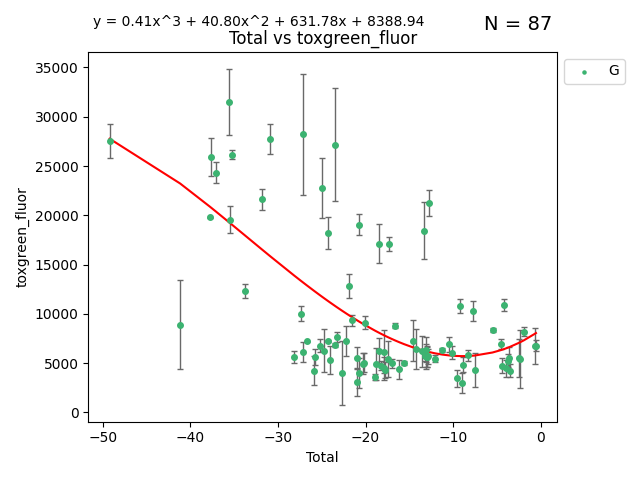 y = 0.41x^3 + 40.80x^2 + 631.78x + 8388.94
N = 87
Total vs toxgreen_fluor
G
35000
30000
25000
20000
15000
10000
5000
0
toxgreen_fluor
−50
−40
−30
−20
−10
0
Total